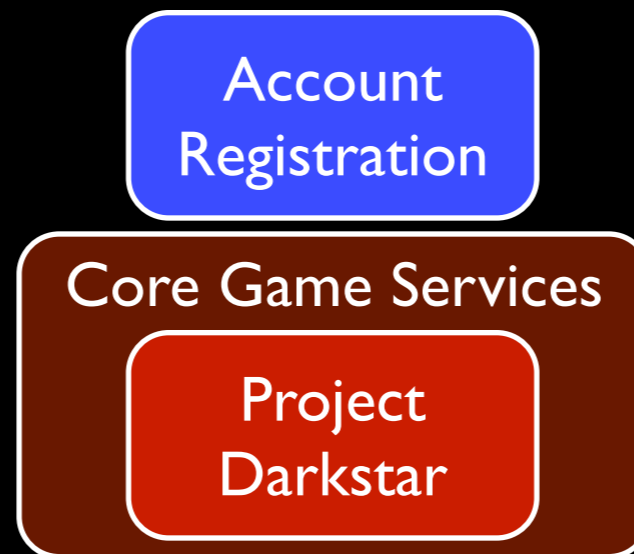 Account
Registration
Core Game Services
Project
Darkstar